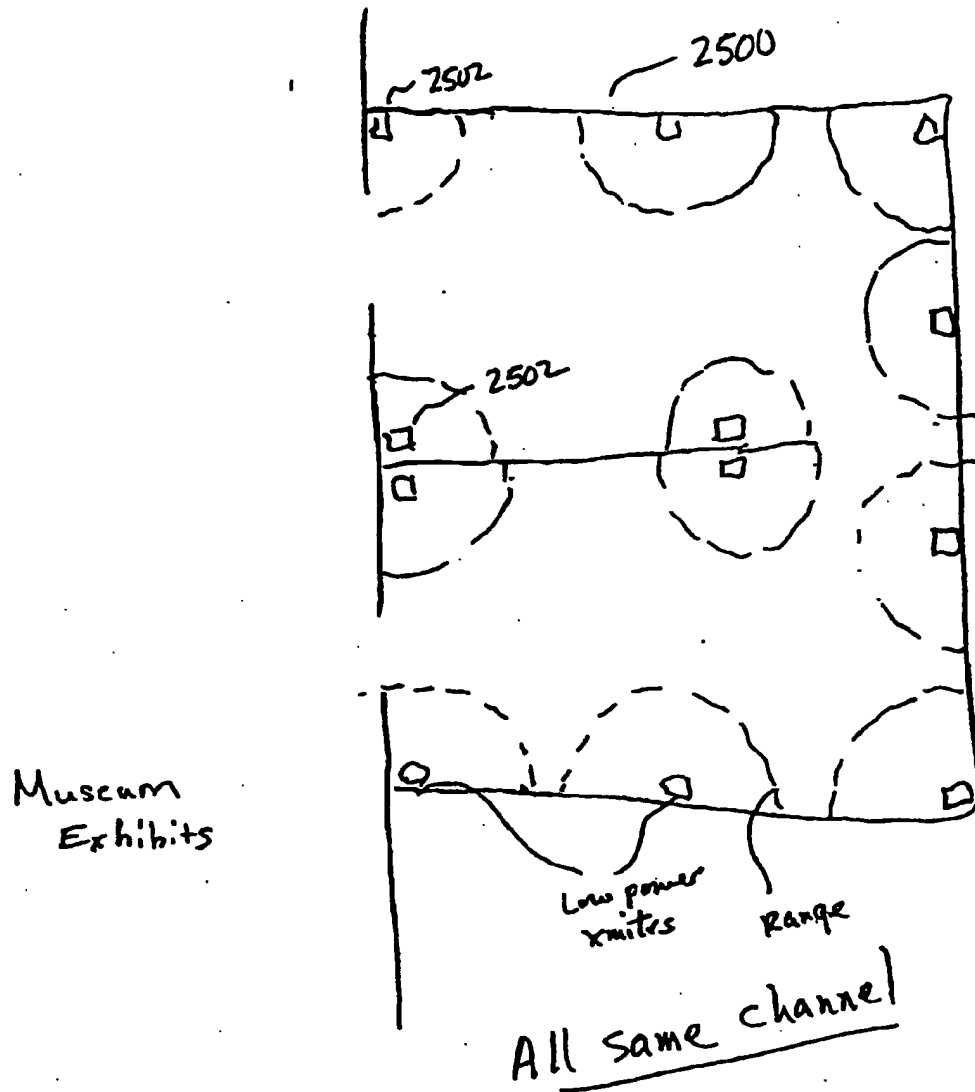 2502
2500
2502
Museum
Exhibits
Low power
xmitrs
Range
All same channel